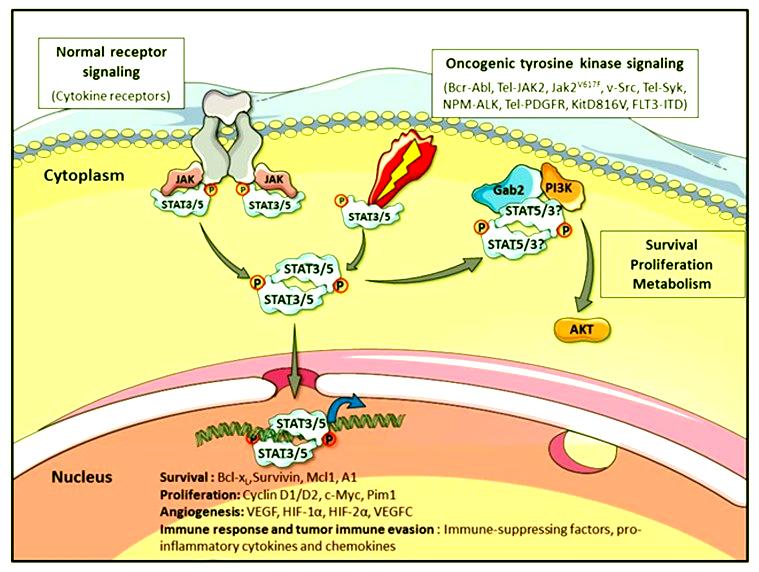 Normal receptor
signaling
(Cytokine receptors)
Oncogenic tyrosine kinase signaling
(Bcr-Abl, Tel-JAK2, Jak2V617F, v-Src, Tel-Syk,
NPM-ALK, Tel-PDGFR, KitD816V, FLT3-ITD)
Cytoplasm
JAK
JAK
P
P
STAT3/5
STAT3/5
P
STAT3/5
Gab2
PI3K
STAT5/3?
P
P
STAT5/3?
Survival
Proliferation
Metabolism
STAT3/5
P
P
STAT3/5
AKT
STAT3/5
P
P
STAT3/5
Nucleus
Survival : Bcl-xL,Survivin, Mcl1, A1
Proliferation: Cyclin D1/D2, c-Myc, Pim1
Angiogenesis: VEGF, HIF-1α, HIF-2α, VEGFC
Immune response and tumor immune evasion : Immune-suppressing factors, pro-
inflammatory cytokines and chemokines